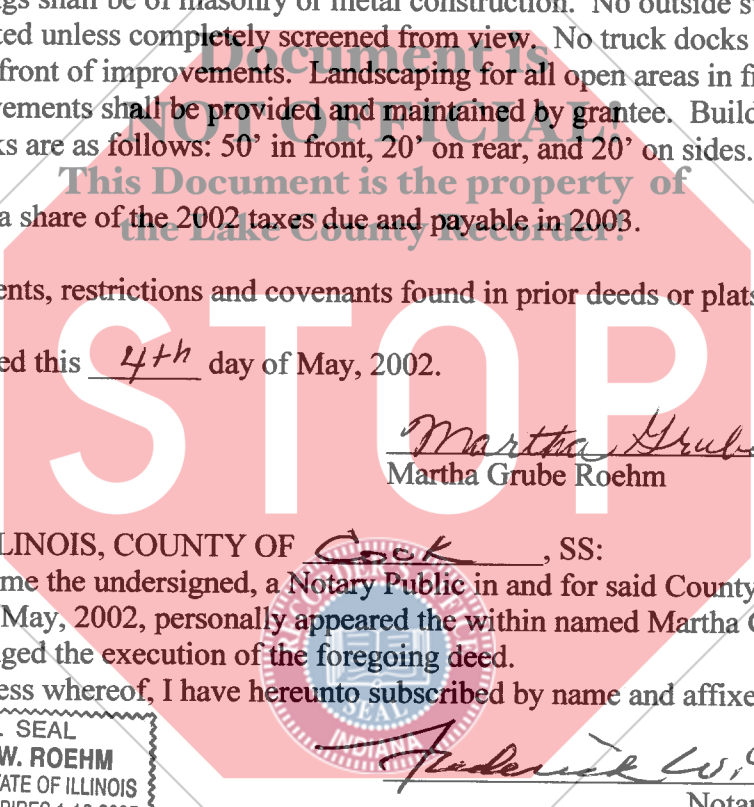 gs shall be of masonry or metal construction. No outside s
ted unless completely screened from view. No truck docks
Document is
front of improvements. Landscaping for all open areas in f
vements shall be provided and maintained by grantee. Build
NOT OFFICIAL!
ks are as follows: 50' in front, 20' on rear, and 20' on sides.
This Document is the property of
a share of the 2002 taxes due and payable in 2003.
the Lake County Recorder!
ents, restrictions and covenants found in prior deeds or plats
STOP
ed this 4th day of May, 2002.
Martha Grube
Martha Grube Roehm
LINOIS, COUNTY OF Cook, SS:
me the undersigned, a Notary Public in and for said County
May, 2002, personally appeared the within named Martha G
ged the execution of the foregoing deed.
ess whereof, I have hereunto subscribed by name and affixe
SEAL
INDIANA
SEAL
W. ROEHM
ATE OF ILLINOIS
Frederick W.
Notar